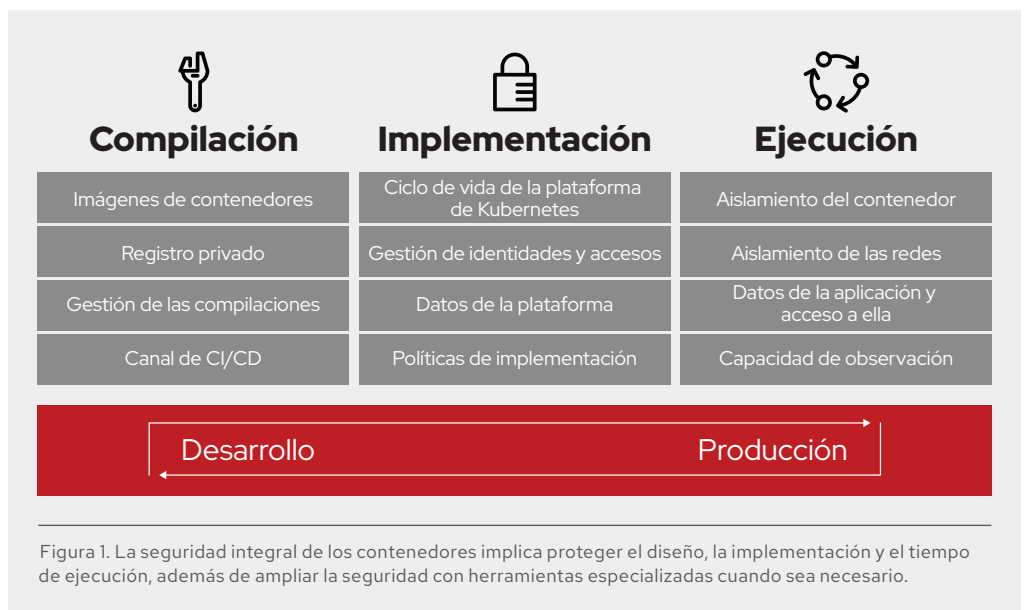 Compilación
Implementación
Ejecución
Imágenes de contenedores
Ciclo de vida de la plataforma
de Kubernetes
Aislamiento del contenedor
Registro privado
Gestión de identidades y accesos
Aislamiento de las redes
Gestión de las compilaciones
Datos de la plataforma
Datos de la aplicación y
acceso a ella
Canal de CI/CD
Políticas de implementación
Capacidad de observación
Desarrollo
Producción
Figura 1. La seguridad integral de los contenedores implica proteger el diseño, la implementación y el tiempo
de ejecución, además de ampliar la seguridad con herramientas especializadas cuando sea necesario.